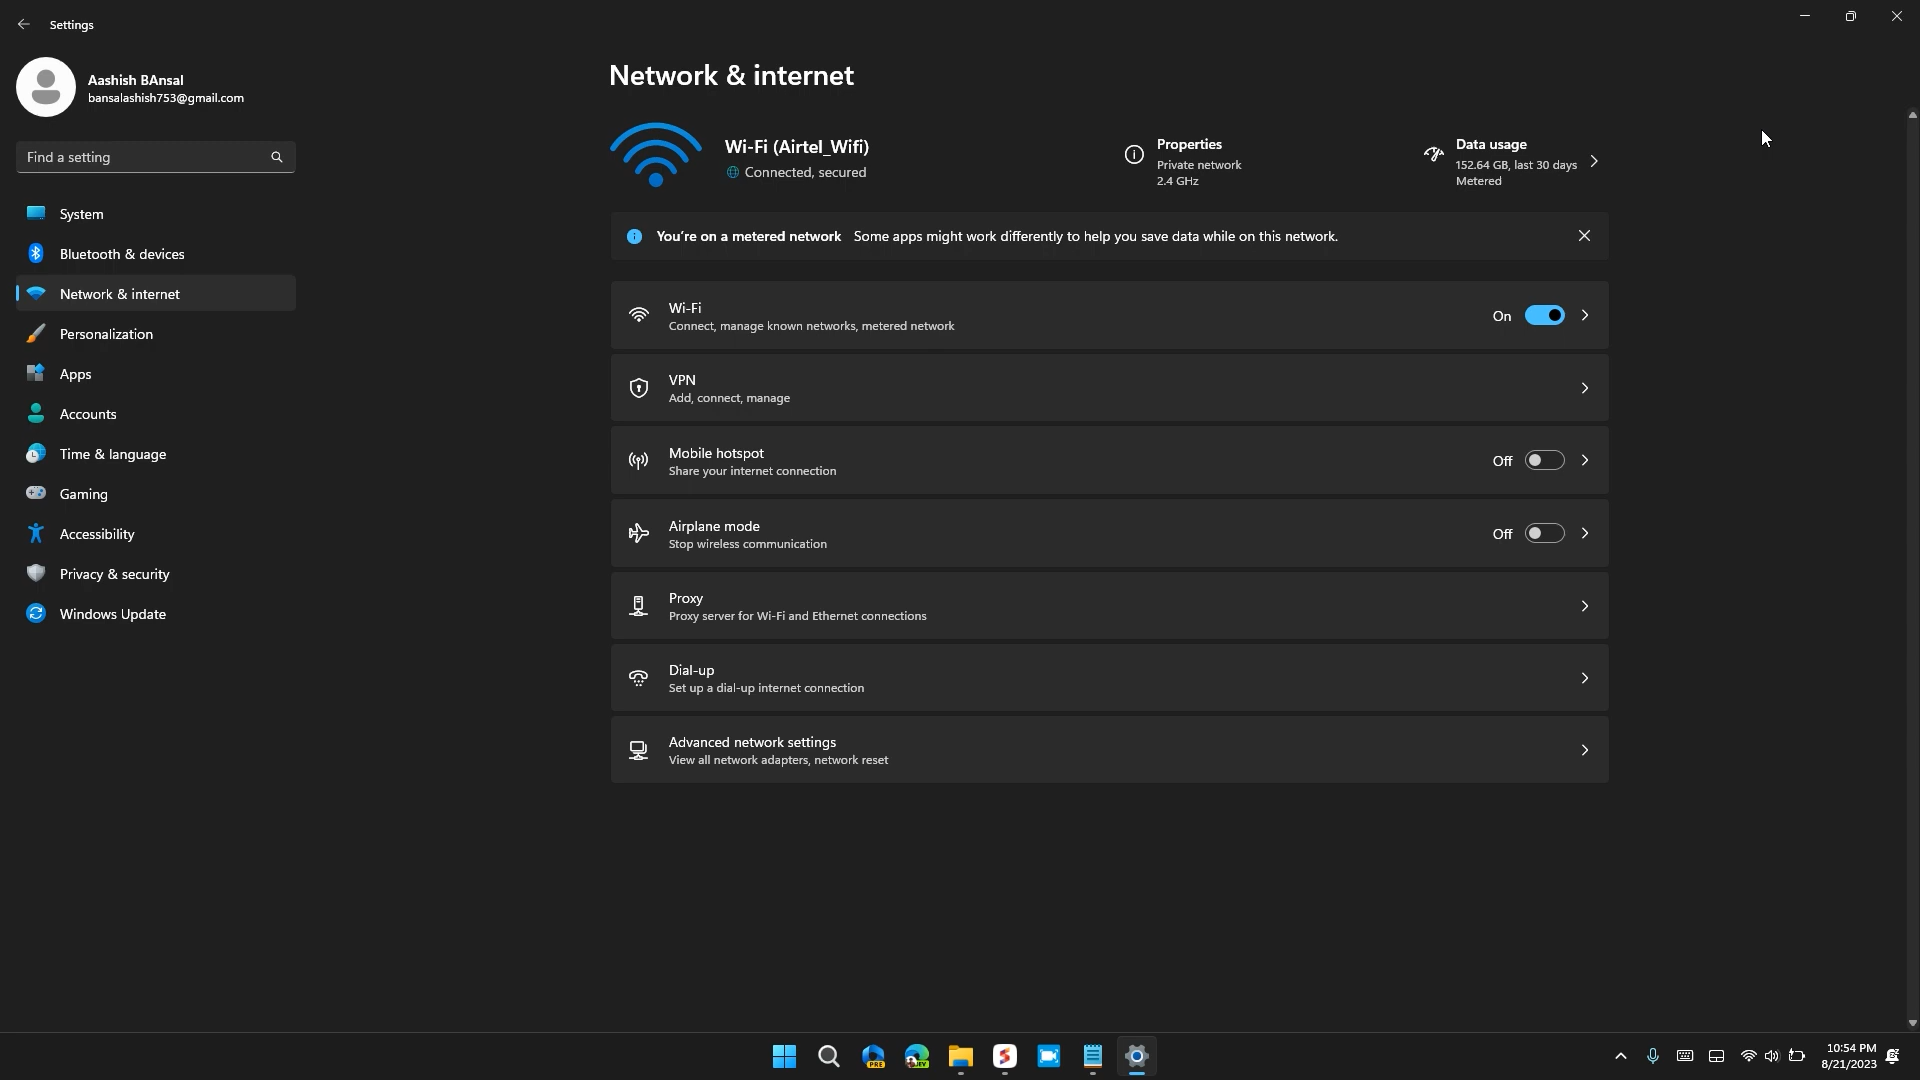 Settings
Aashish BAnsal
bansalashish753@gmail.com
Find a setting
System
Bluetooth & devices
Network & internet
Personalization
Apps
Accounts
Time & language
Gaming
Accessibility
Privacy & security
Windows Update
Network & internet
Wi-Fi (Airtel_Wifi)
Connected, secured
Properties
Private network
2.4 GHz
Data usage
152.64 GB, last 30 days
Metered
You're on a metered network Some apps might work differently to help you save data while on this network.
Wi-Fi
Connect, manage known networks, metered network
On
VPN
Add, connect, manage
Mobile hotspot
Share your internet connection
Off
Airplane mode
Stop wireless communication
Off
Proxy
Proxy server for Wi-Fi and Ethernet connections
Dial-up
Set up a dial-up internet connection
Advanced network settings
View all network adapters, network reset
PRE
10:54 PM
8/21/2023